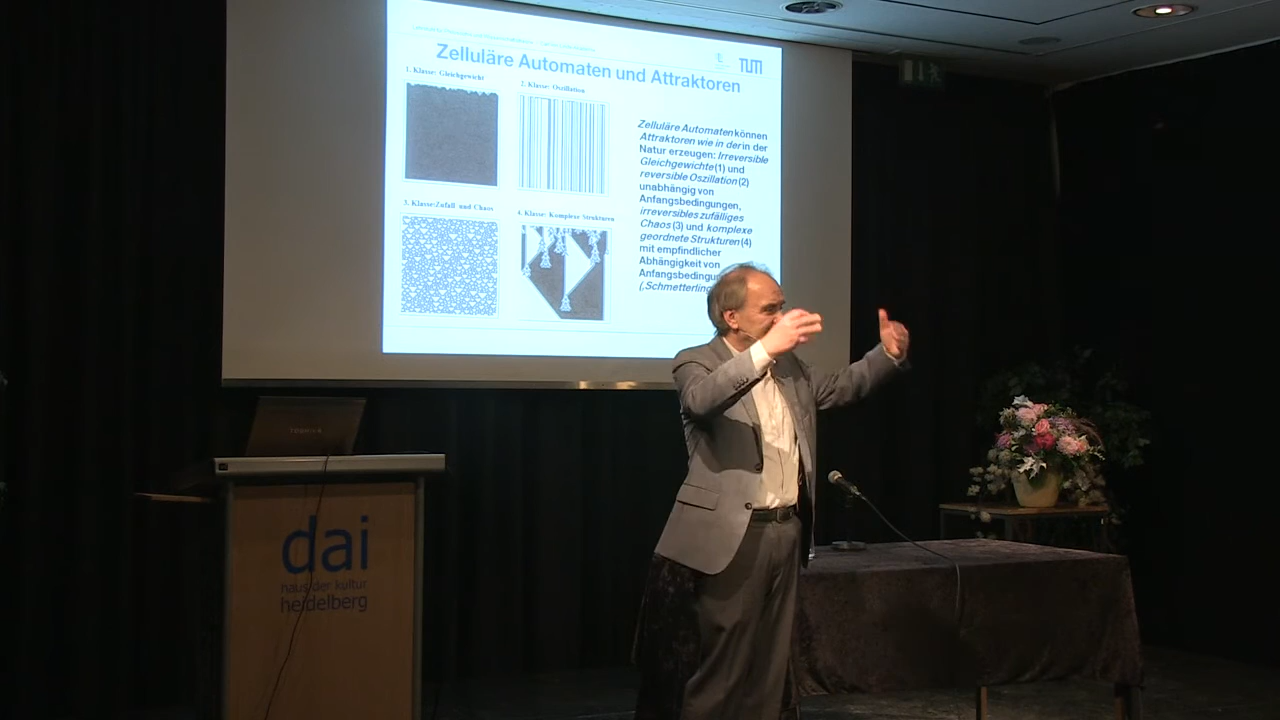 Zelluläre Automaten und Attraktoren
TUM
1. Klasse: Gleichgewicht
2. Klasse: Oszillation
3. Klasse:Zufall und Chaos
4. Klasse: Komplexe Strukturen
Zelluläre Automaten können
Attraktoren wie in der in der
Natur erzeugen: Irreversible
Gleichgewichte (1) und
reversible Oszillation (2)
unabhängig von
Anfangsbedingungen,
irreversibles zufälliges
Chaos (3) und komplexe
geordnete Strukturen (4)
mit empfindlicher
Abhängigkeit von
TOSHIBA
dai
haus der kultur
heidelberg